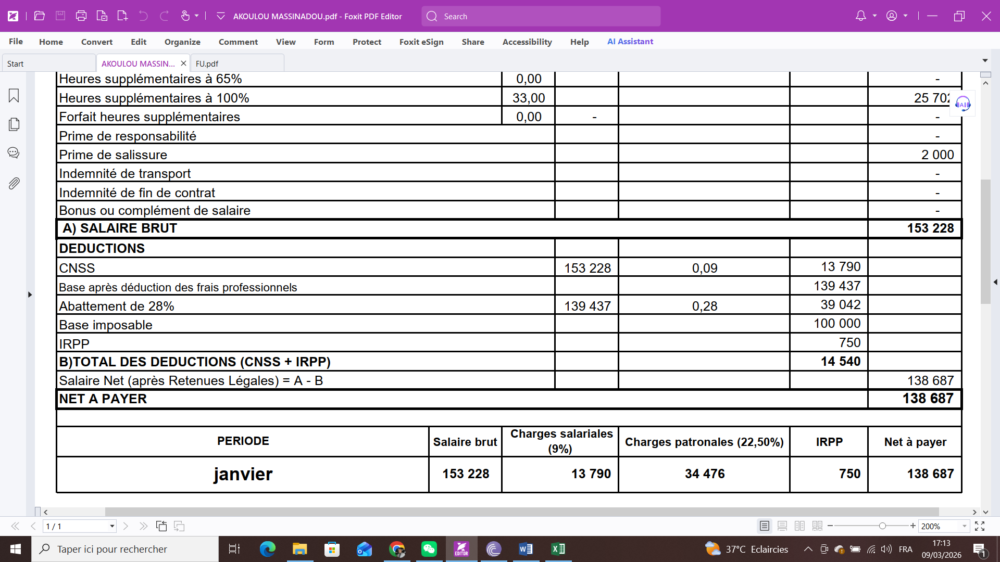 AKOULOU MASSINADOU.pdf - Foxit PDF Editor
Search
File Home Convert Edit Organize Comment View Form Protect Foxit eSign Share Accessibility Help AI Assistant
Start AKOULOU MASSIN... FU.pdf
Heures supplémentaires à 65% 0,00 -
Heures supplémentaires à 100% 33,00 25 702
AI
Forfait heures supplémentaires 0,00 - -
Prime de responsabilité -
Prime de salissure 2 000
Indemnité de transport -
Indemnité de fin de contrat -
Bonus ou complément de salaire -
A) SALAIRE BRUT 153 228
DEDUCTIONS
CNSS 153 228 0,09 13 790
Base après déduction des frais professionnels 139 437
Abattement de 28% 139 437 0,28 39 042
Base imposable 100 000
IRPP 750
B)TOTAL DES DEDUCTIONS (CNSS + IRPP) 14 540
Salaire Net (après Retenues Légales) = A - B 138 687
NET A PAYER 138 687
PERIODE Salaire brut Charges salariales (9%) Charges patronales (22,50%) IRPP Net à payer
janvier 153 228 13 790 34 476 750 138 687
1 / 1 200%
Taper ici pour rechercher
EDITOR
37°C Eclaircies
FRA
17:13
09/03/2026
1